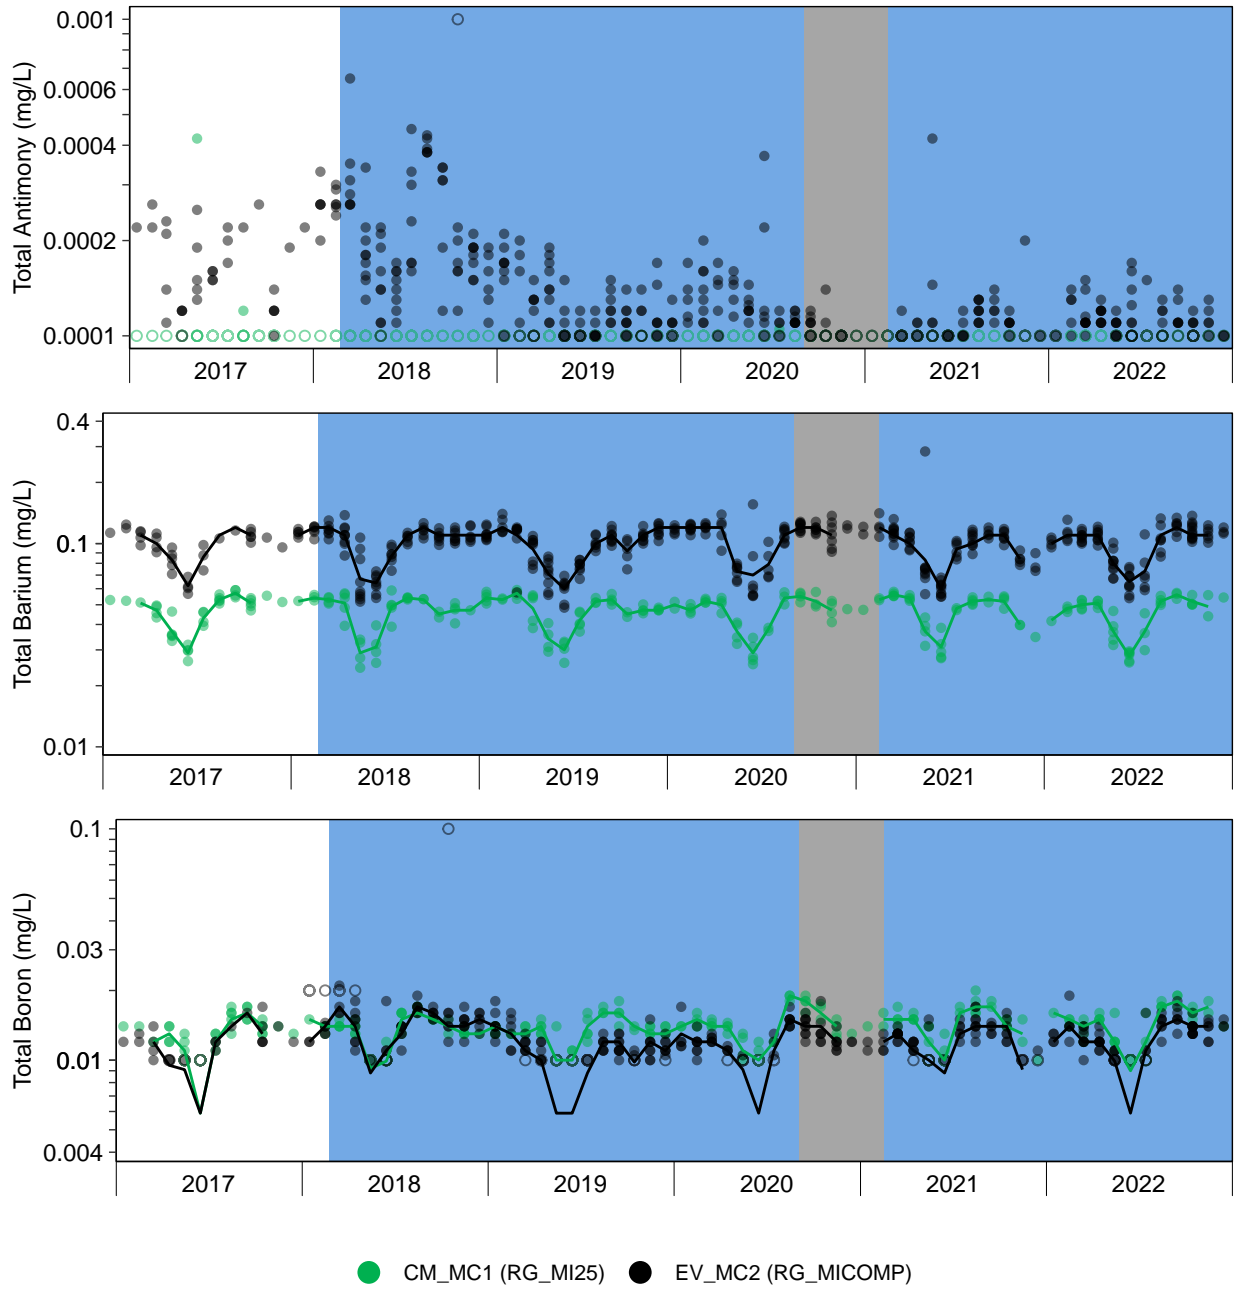 Total Antimony (mg/L)
0.001
0.0006
0.0004
0.0002
0.0001
2017 2018 2019 2020 2021 2022
Total Barium (mg/L)
0.4
0.1
0.01
2017 2018 2019 2020 2021 2022
Total Boron (mg/L)
0.1
0.03
0.01
0.004
2017 2018 2019 2020 2021 2022
CM_MC1 (RG_MI25) EV_MC2 (RG_MICOMP)